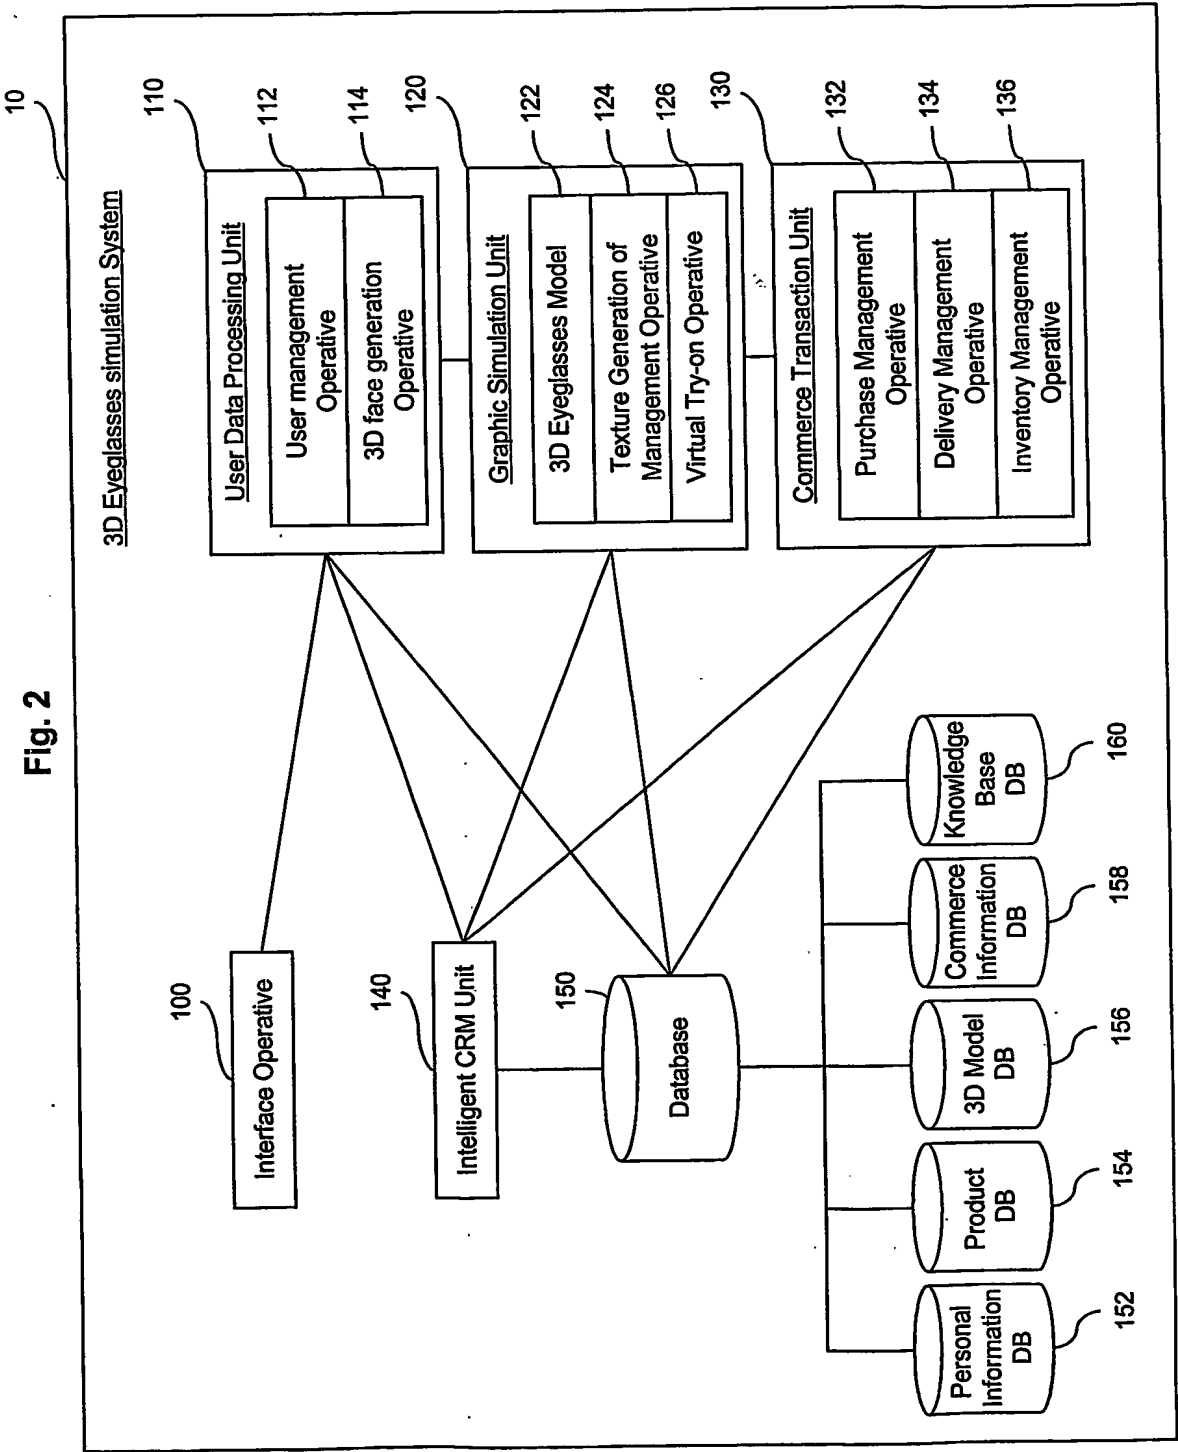 Fig. 2
10
3D Eyeglasses simulation System
100
Interface Operative
110
User Data Processing Unit
112
User management
Operative
114
3D face generation
Operative
140
Intelligent CRM Unit
120
Graphic Simulation Unit
122
3D Eyeglasses Model
124
Texture Generation of
Management Operative
126
Virtual Try-on Operative
150
Database
130
Commerce Transaction Unit
132
Purchase Management
Operative
134
Delivery Management
Operative
136
Inventory Management
Operative
Personal
Information
DB
152
Product
DB
154
3D Model
DB
156
Commerce
Information
DB
158
Knowledge
Base
DB
160